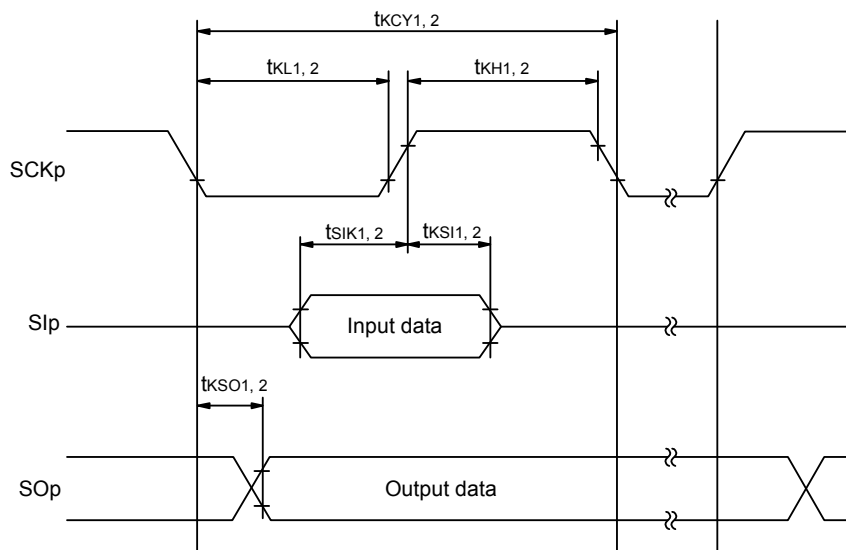 tKCY1, 2
tKL1, 2
tKH1, 2
SCKp
tSIK1, 2
tKSI1, 2
SIp
Input data
tKSO1, 2
SOp
Output data